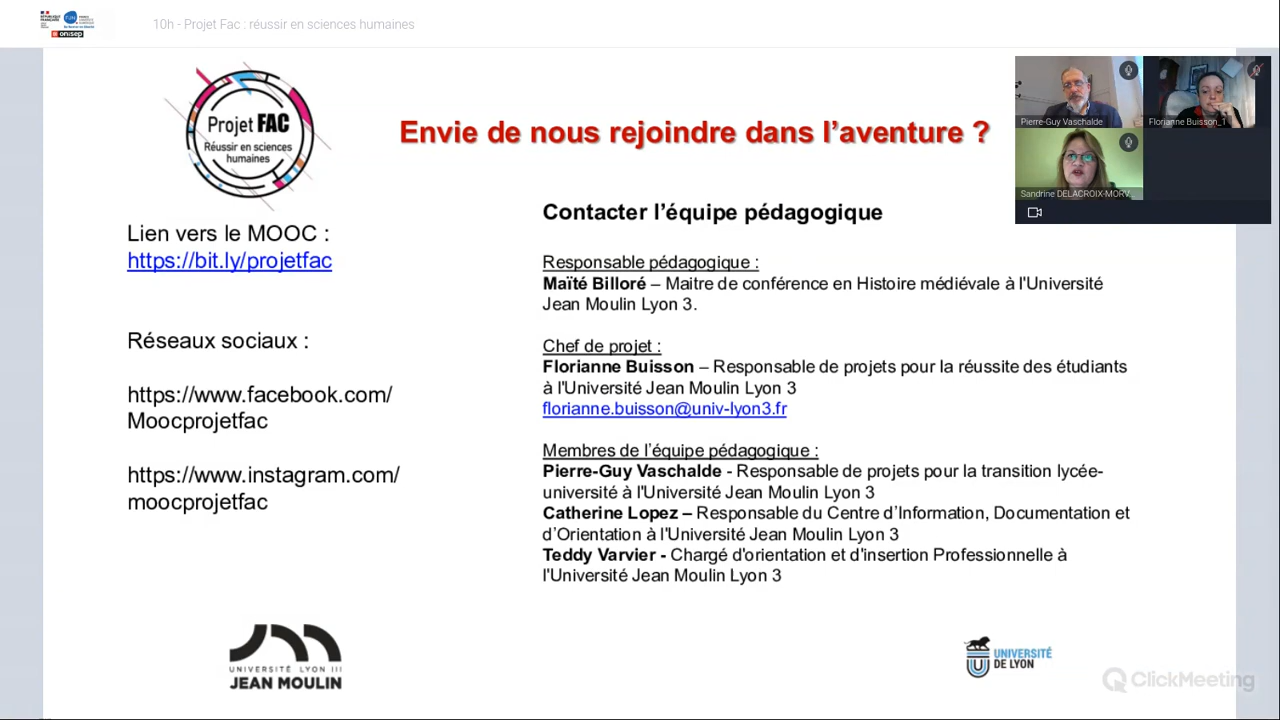 RÉPUBLIQUE
FRANÇAISE
onisep
10h - Projet Fac : réussir en sciences humaines
Projet FAC
Réussir en sciences
humaines
Envie de nous rejoindre dans l’aventure ?
Pierre-Guy Vaschalde
Florianne Buisson_1
Sandrine DELACROIX-MORV...
Lien vers le MOOC :
https://bit.ly/projetfac
Réseaux sociaux :
https://www.facebook.com/
Moocprojetfac
https://www.instagram.com/
moocprojetfac
Contacter l’équipe pédagogique
Responsable pédagogique :
Maïté Billoré – Maitre de conférence en Histoire médiévale à l'Université
Jean Moulin Lyon 3.
Chef de projet :
Florianne Buisson – Responsable de projets pour la réussite des étudiants
à l'Université Jean Moulin Lyon 3
florianne.buisson@univ-lyon3.fr
Membres de l’équipe pédagogique :
Pierre-Guy Vaschalde - Responsable de projets pour la transition lycée-
université à l'Université Jean Moulin Lyon 3
Catherine Lopez – Responsable du Centre d’Information, Documentation et
d’Orientation à l'Université Jean Moulin Lyon 3
Teddy Varvier - Chargé d'orientation et d'insertion Professionnelle à
l'Université Jean Moulin Lyon 3
UNIVERSITÉ LYON III
JEAN MOULIN
UNIVERSITÉ
DE LYON
ClickMeeting